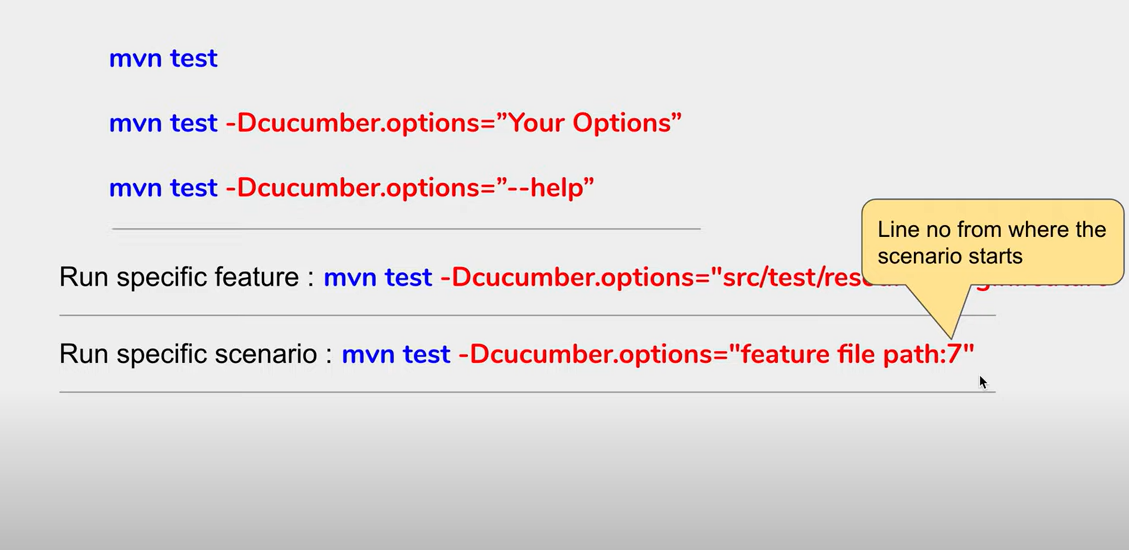 mvn test
mvn test -Dcucumber.options=”Your Options”
mvn test -Dcucumber.options=”--help”
Line no from where the
scenario starts
Run specific feature : mvn test -Dcucumber.options="src/test/
Run specific scenario : mvn test -Dcucumber.options="feature file path:7"